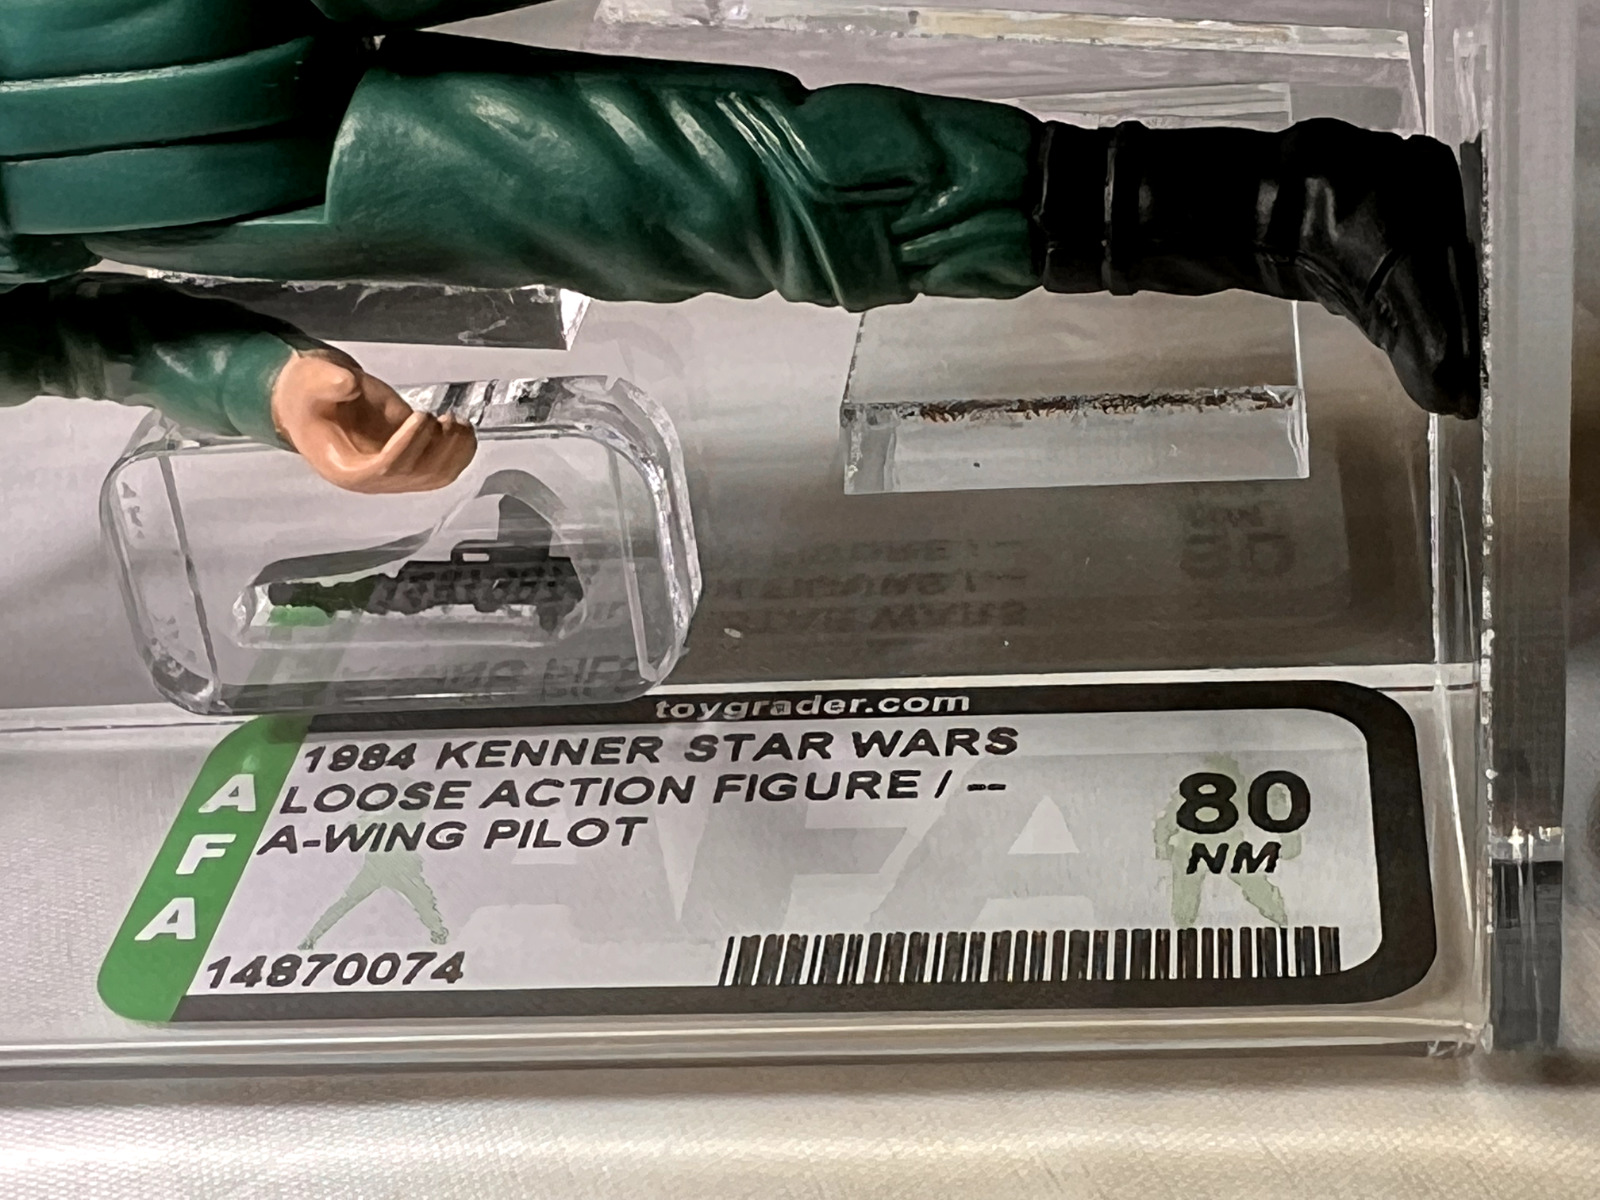 toygrader.com
1984 KENNER STAR WARS
LOOSE ACTION FIGURE / --
A-WING PILOT
80
NM
AFA
14870074